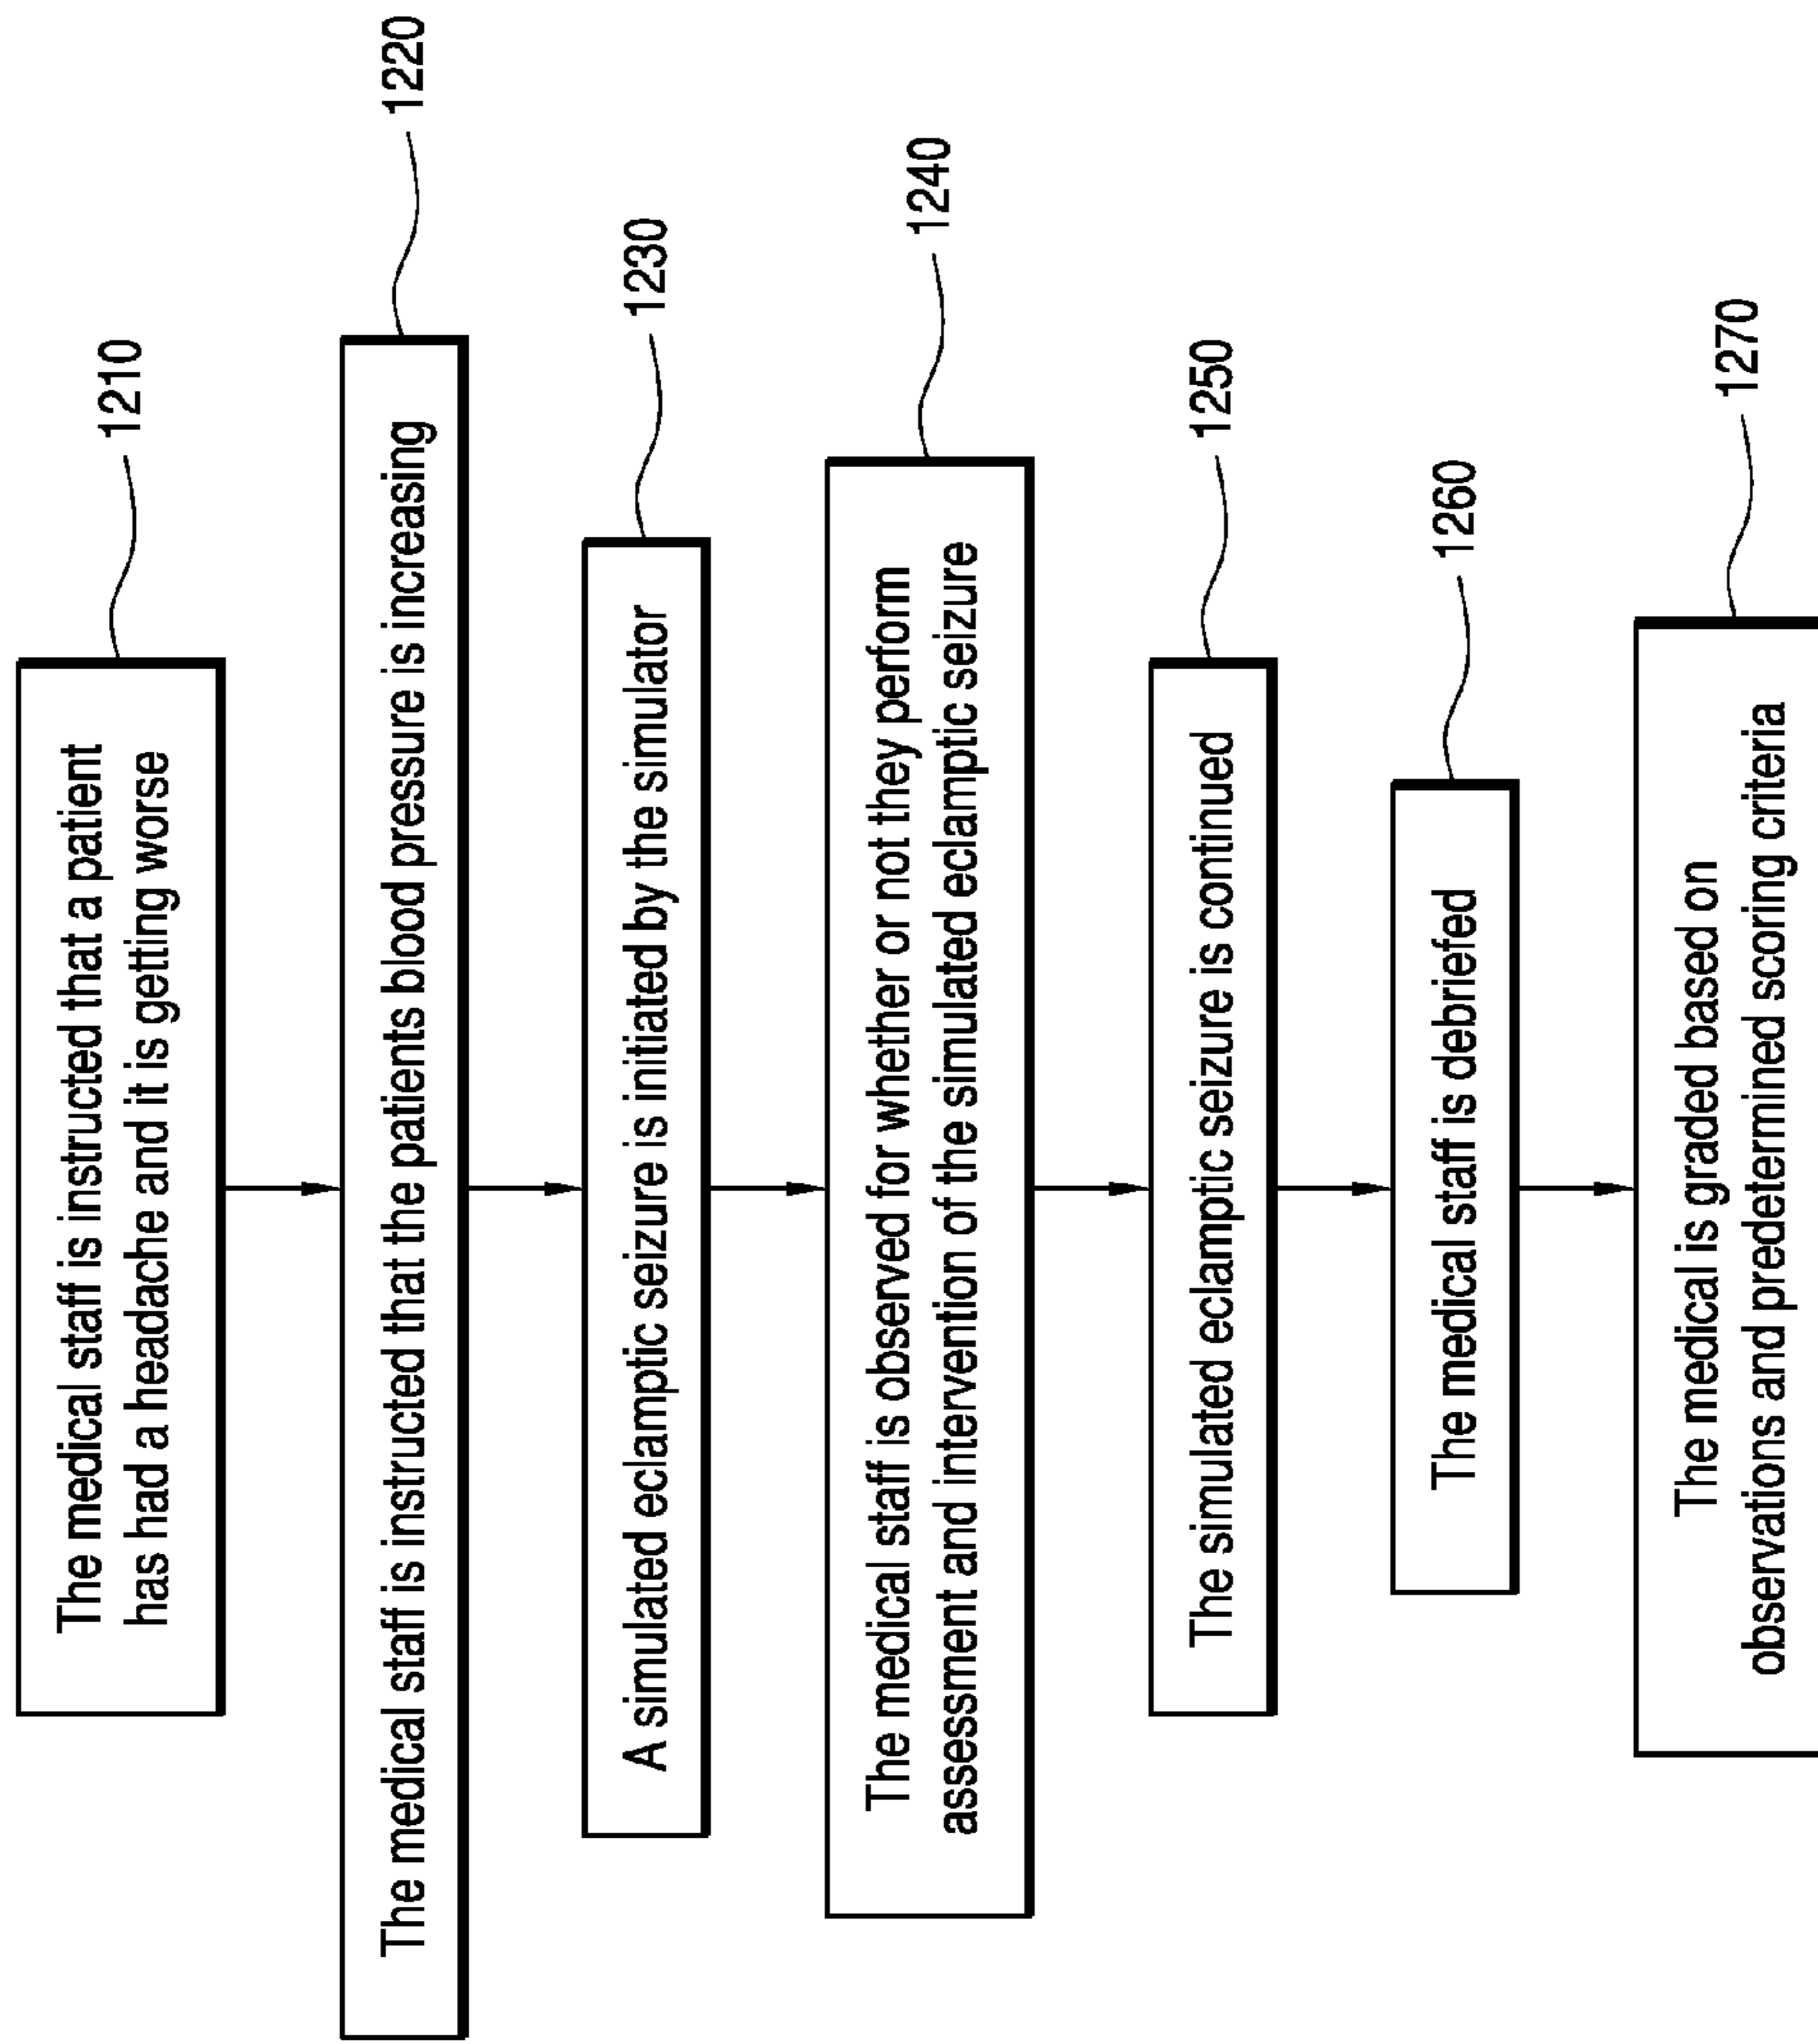 The medical staff is instructed that a patient
has had a headache and it is getting worse
1210
The medical staff is instructed that the patients blood pressure is increasing
1220
A simulated eclamptic seizure is initiated by the simulator
1230
The medical staff is observed for whether or not they perform
assessment and intervention of the simulated eclamptic seizure
1240
The simulated eclamptic seizure is continued
1250
The medical staff is debriefed
1260
The medical is graded based on
observations and predetermined scoring criteria
1270